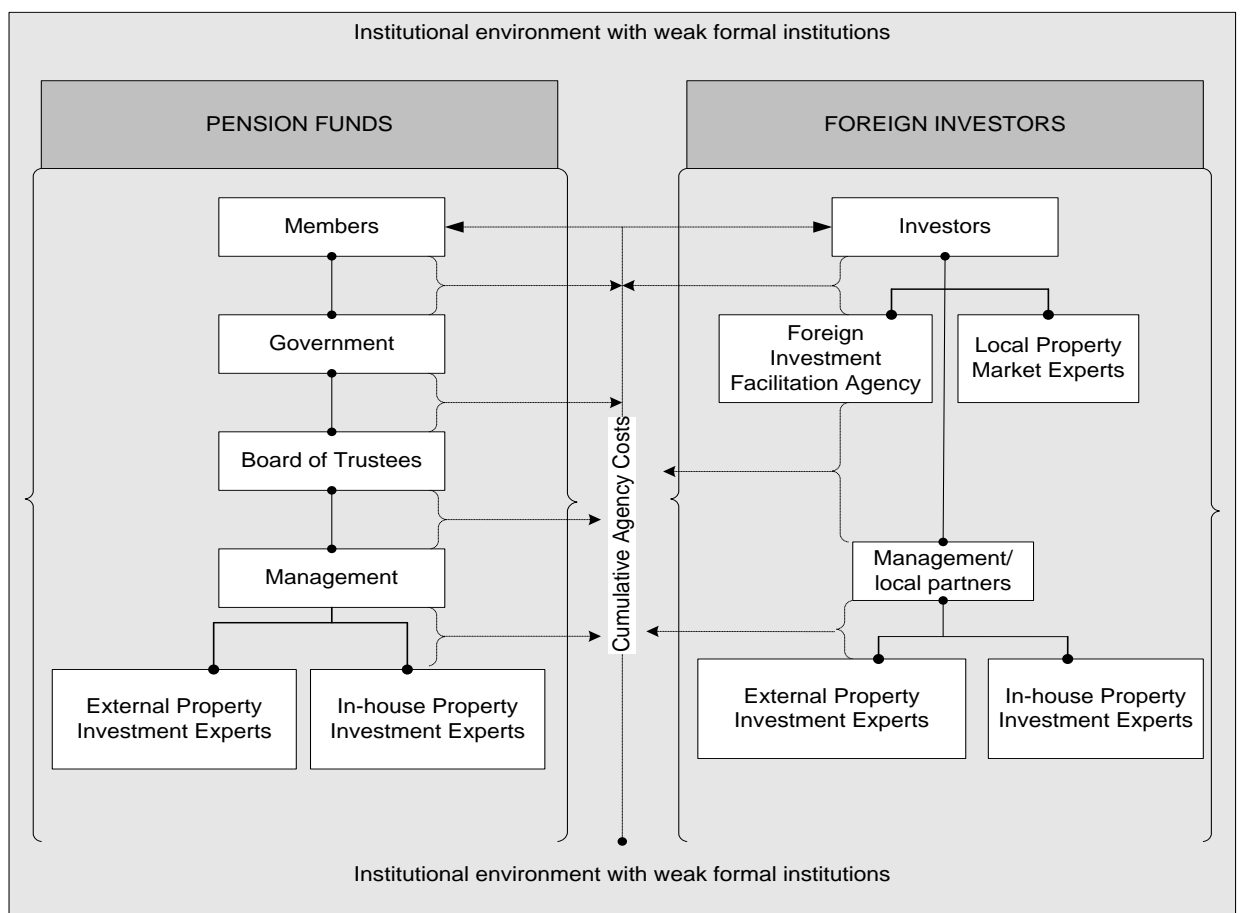 Institutional environment with weak formal institutions
PENSION FUNDS
FOREIGN INVESTORS
Members
Investors
Government
Foreign
Investment
Facilitation Agency
Local Property
Market Experts
Board of Trustees
Cumulative Agency Costs
Management
Management/
local partners
External Property
Investment Experts
In-house Property
Investment Experts
External Property
Investment Experts
In-house Property
Investment Experts
Institutional environment with weak formal institutions